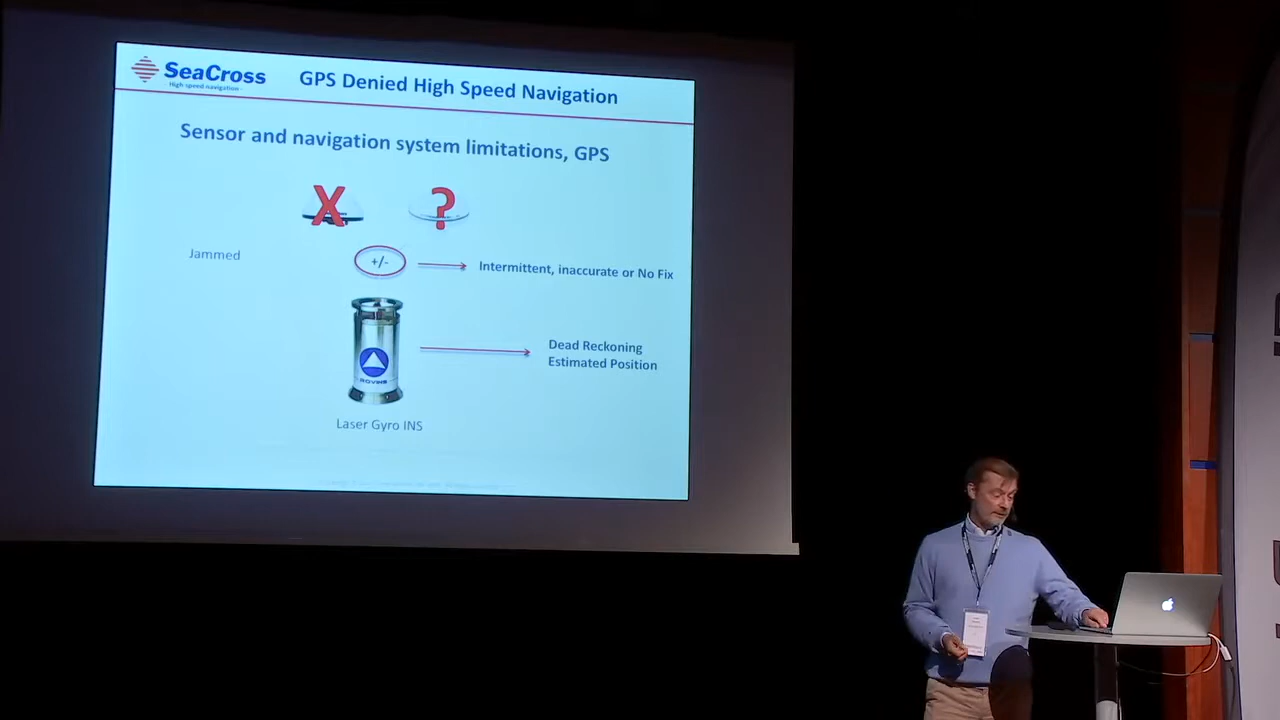 SeaCross
High speed navigation
GPS Denied High Speed Navigation
Sensor and navigation system limitations, GPS
X
?
Jammed
+/-
Intermittent, inaccurate or No Fix
ROVINS
Dead Reckoning
Estimated Position
Laser Gyro INS